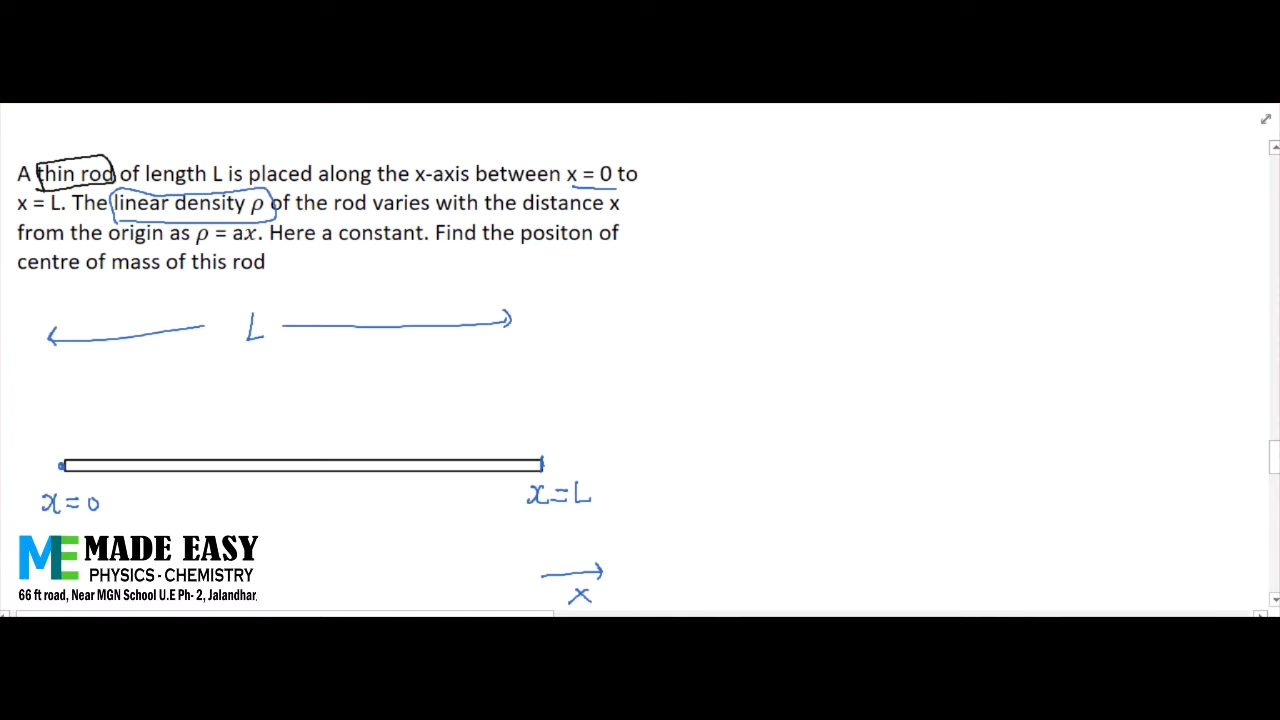 A thin rod of length L is placed along the x-axis between x = 0 to
x = L. The linear density ρ of the rod varies with the distance x
from the origin as ρ = ax. Here a constant. Find the positon of
centre of mass of this rod
L
x = 0
x = L
ME MADE EASY
PHYSICS - CHEMISTRY
66 ft road, Near MGN School U.E Ph- 2, Jalandhar,
x